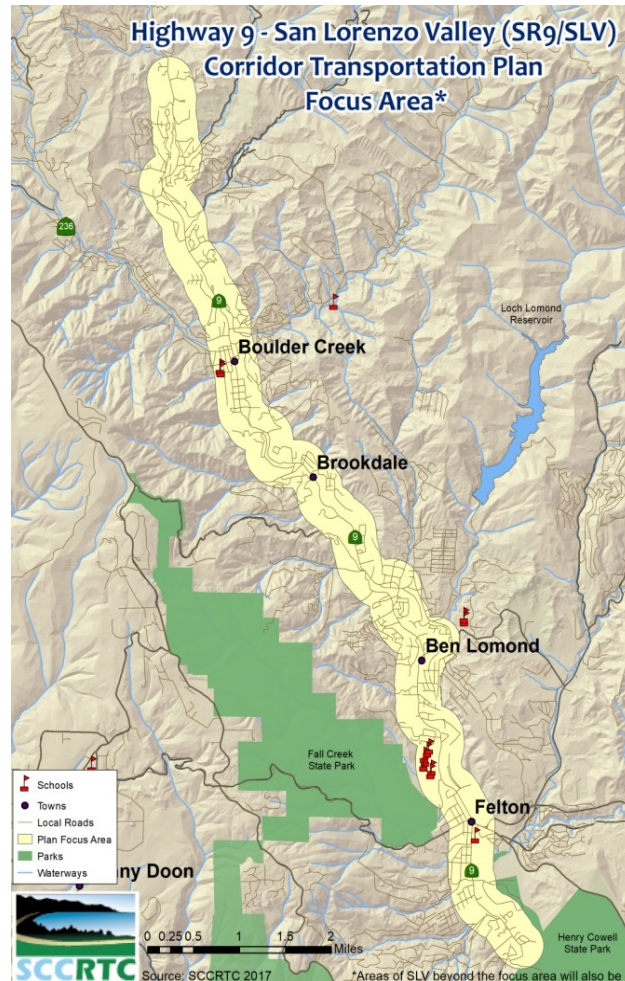 Highway 9 - San Lorenzo Valley (SR9/SLV)
Corridor Transportation Plan
Focus Area*
236
9
Loch Lomond
Reservoir
Boulder Creek
Brookdale
9
Ben Lomond
Fall Creek
State Park
Felton
9
Henry Cowell
State Park
Schools
Towns
Local Roads
Plan Focus Area
Parks
Waterways
ny Doon
SCCRTC
0 0.25 0.5 1 1.5 2
Miles
Source: SCCRTC 2017
*Areas of SLV beyond the focus area will also be